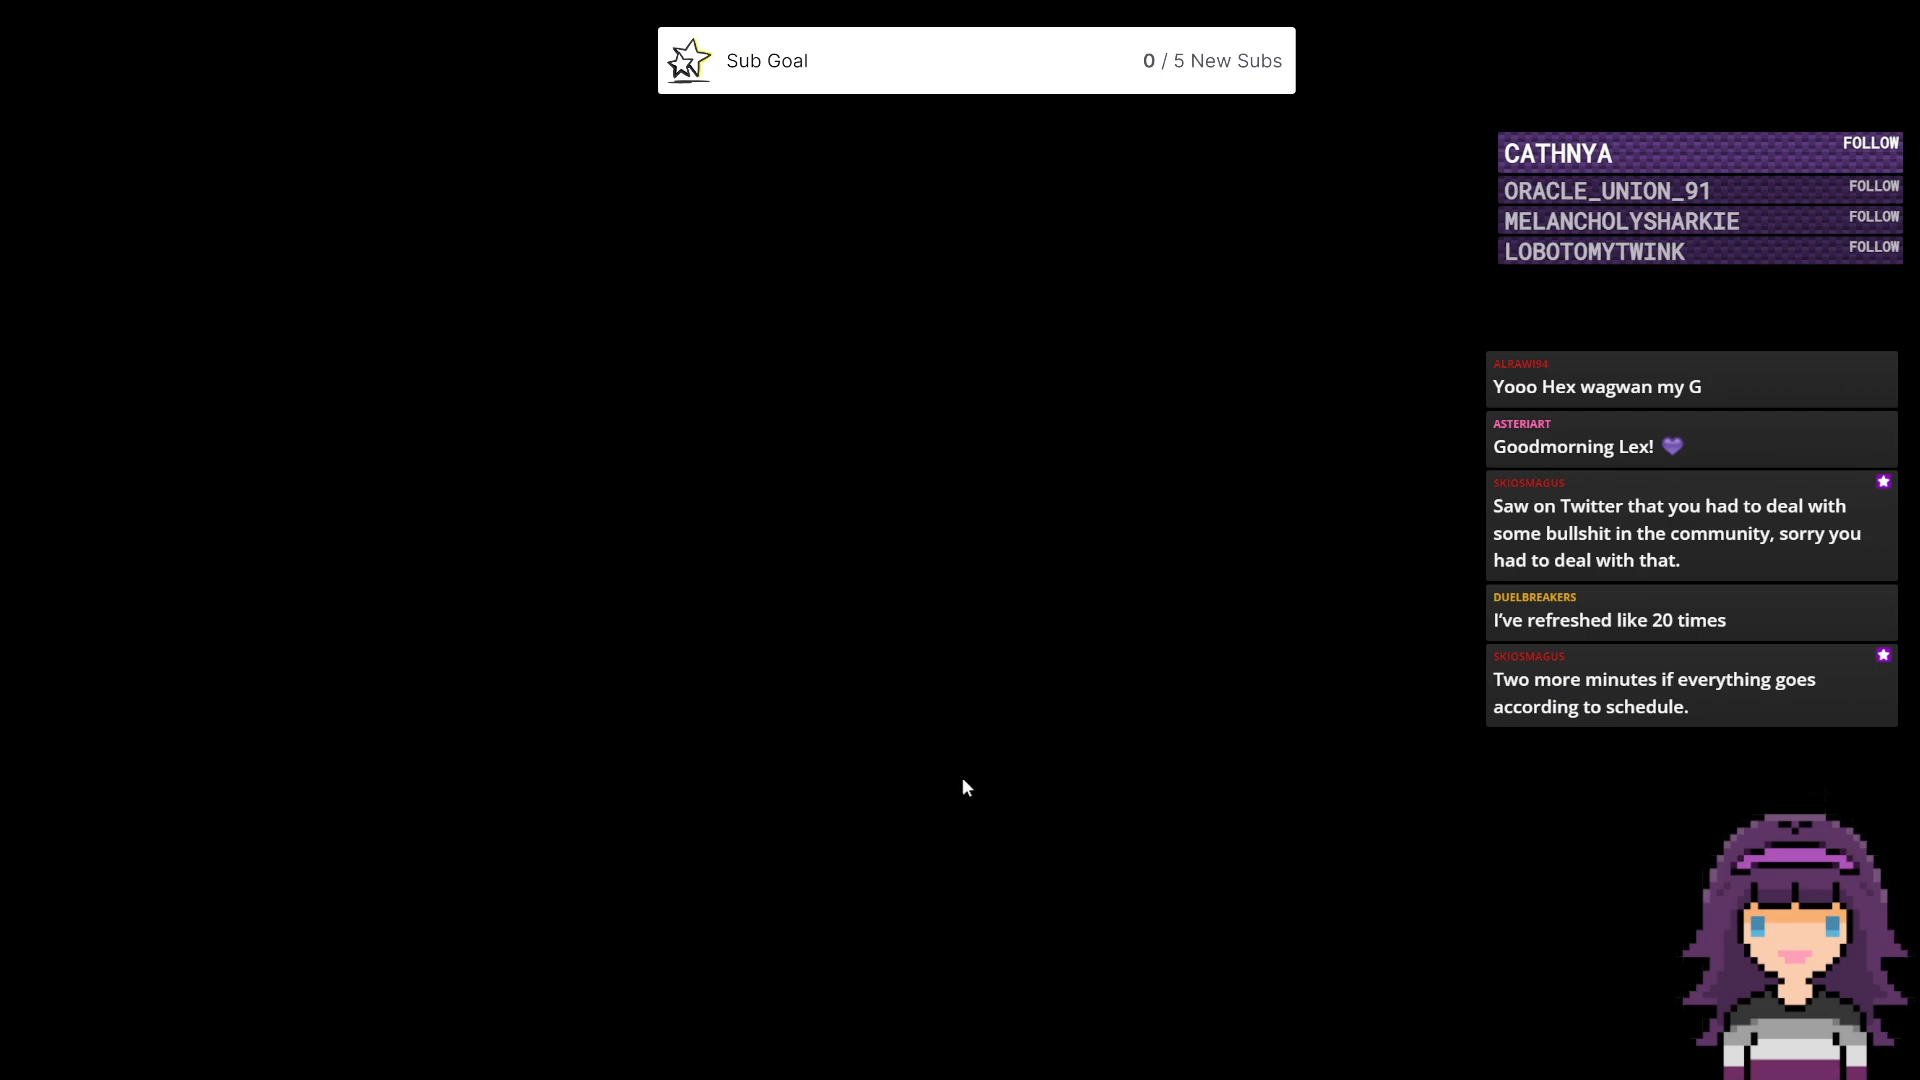 Sub Goal
0 / 5 New Subs
CATHNYA
FOLLOW
ORACLE_UNION_91
FOLLOW
MELANCHOLYSHARKIE
FOLLOW
LOBOTOMYTWINK
FOLLOW
ALRAWI94
Yooo Hex wagwan my G
ASTERIART
Goodmorning Lex!
SKIOSMAGUS
Saw on Twitter that you had to deal with
some bullshit in the community, sorry you
had to deal with that.
DUELBREAKERS
I've refreshed like 20 times
SKIOSMAGUS
Two more minutes if everything goes
according to schedule.